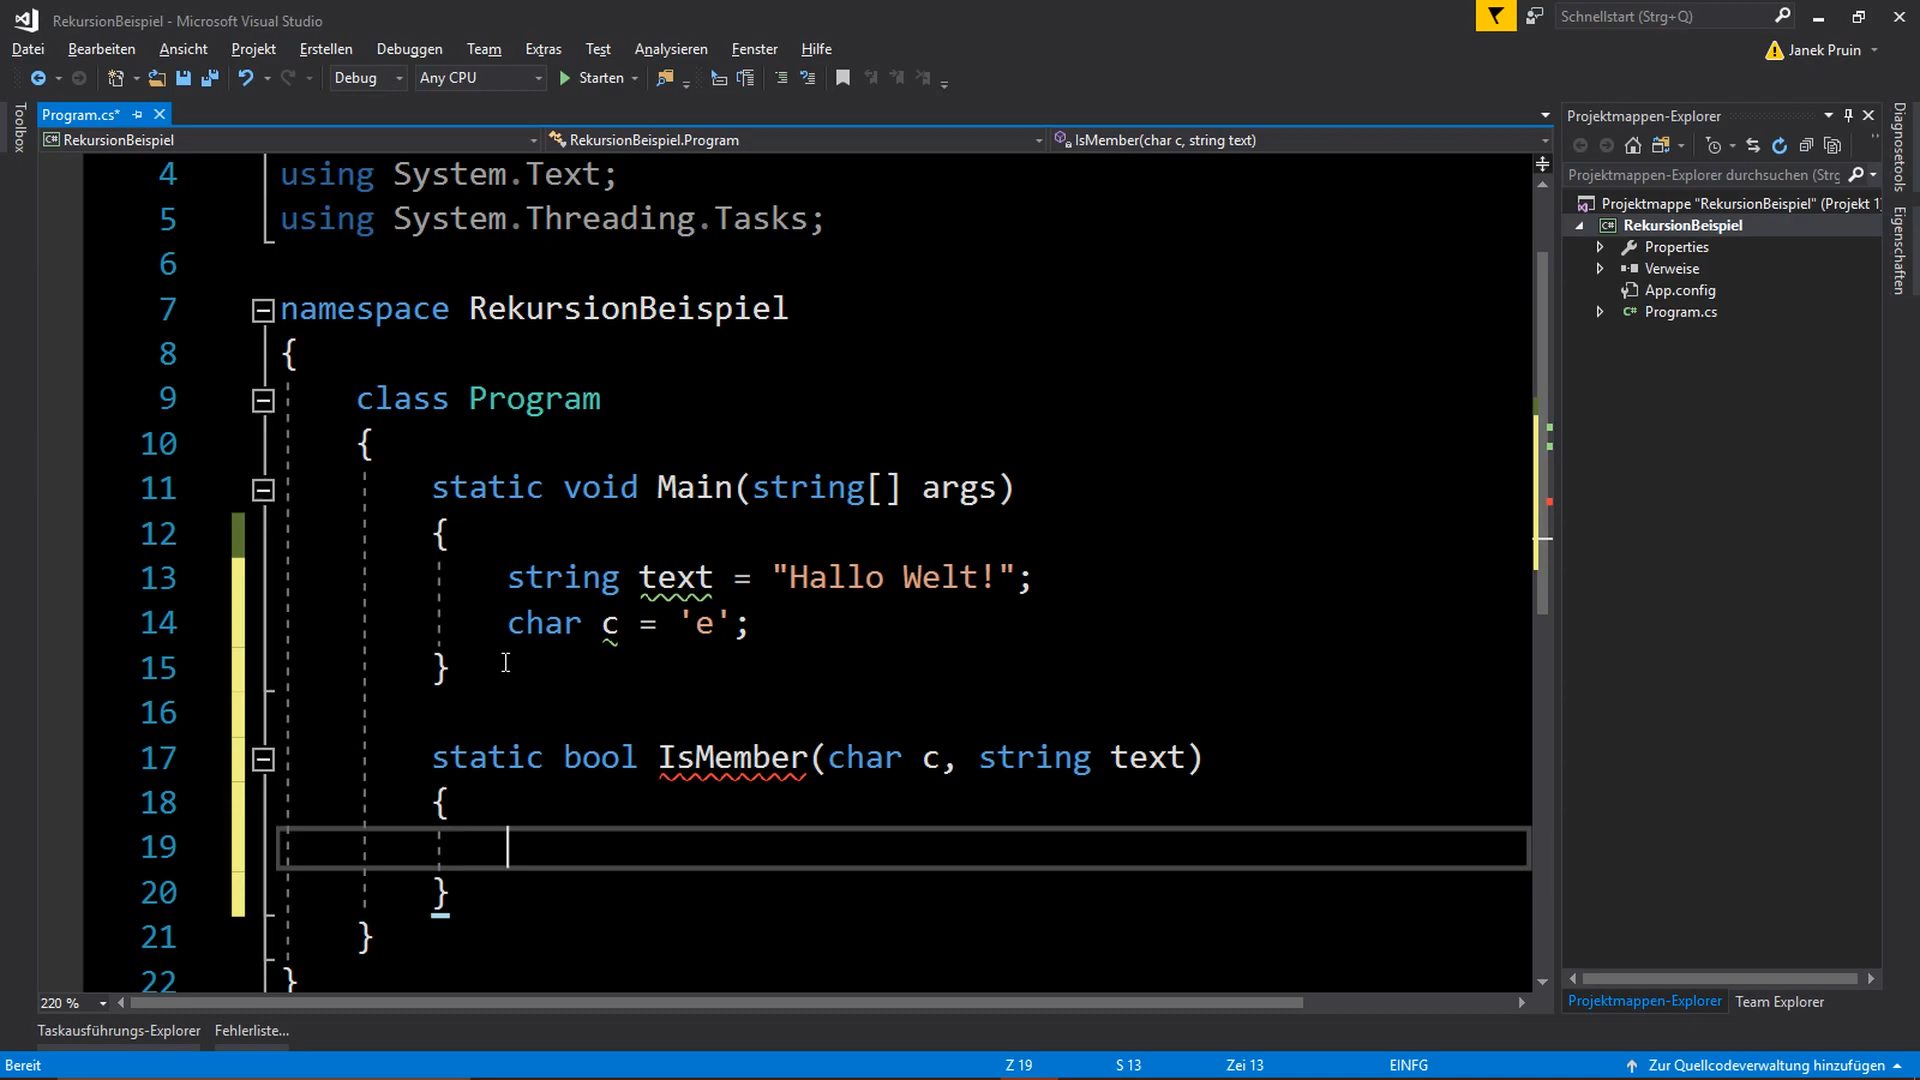 RekursionBeispiel - Microsoft Visual Studio
Schnellstart (Strg+Q)
Datei Bearbeiten Ansicht Projekt Erstellen Debuggen Team Extras Test Analysieren Fenster Hilfe
Janek Pruin
Debug Any CPU Starten
Toolbox
Program.cs*
RekursionBeispiel RekursionBeispiel.Program IsMember(char c, string text)
4 using System.Text;
5 using System.Threading.Tasks;
6
7 namespace RekursionBeispiel
8 {
9 class Program
10 {
11 static void Main(string[] args)
12 {
13 string text = "Hallo Welt!";
14 char c = 'e';
15 }
16
17 static bool IsMember(char c, string text)
18 {
19
20 }
21 }
22 }
220 %
Projektmappen-Explorer
Projektmappen-Explorer durchsuchen (Strg
Projektmappe "RekursionBeispiel" (Projekt 1
RekursionBeispiel
Properties
Verweise
App.config
Program.cs
Projektmappen-Explorer Team Explorer
Diagnosetools
Eigenschaften
Taskausführungs-Explorer Fehlerliste...
Bereit Z 19 S 13 Zei 13 EINFG Zur Quellcodeverwaltung hinzufügen